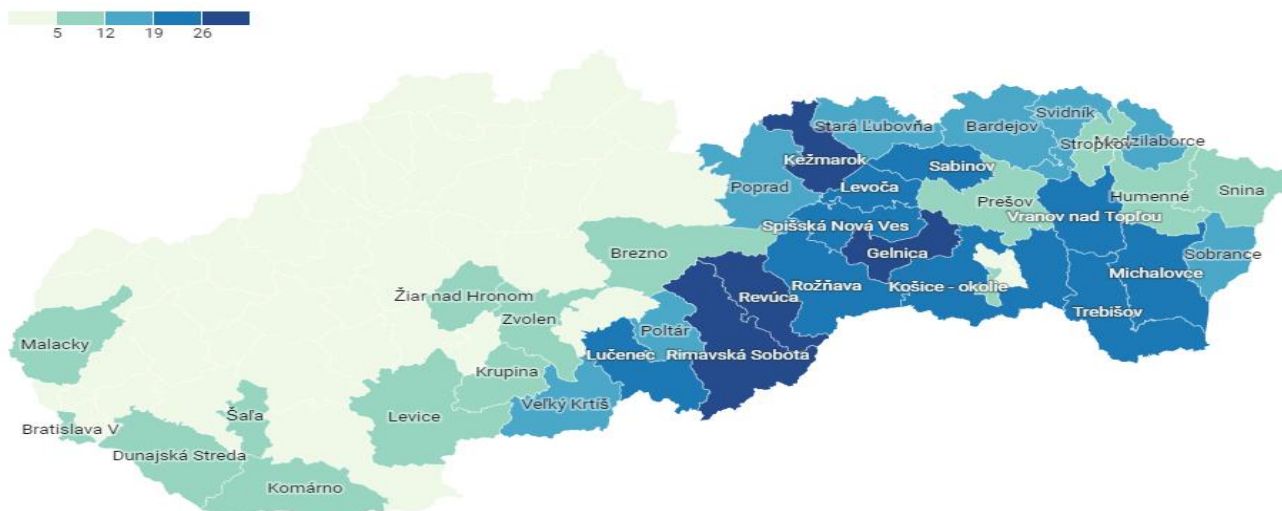 5 12 19 26
Svidník
Stará Ľubovňa
Bardejov
Medzilaborce
Stropkov
Kežmarok
Sabinov
Poprad
Levoča
Snina
Humenné
Prešov
Vranov nad Topľou
Spišská Nová Ves
Brezno
Gelnica
Sobrance
Michalovce
Rožňava
Košice - okolie
Žiar nad Hronom
Revúca
Trebišov
Zvolen
Poltár
Malacky
Lučenec
Rimavská Sobota
Krupina
Veľký Krtíš
Šaľa
Levice
Bratislava V
Dunajská Streda
Komárno